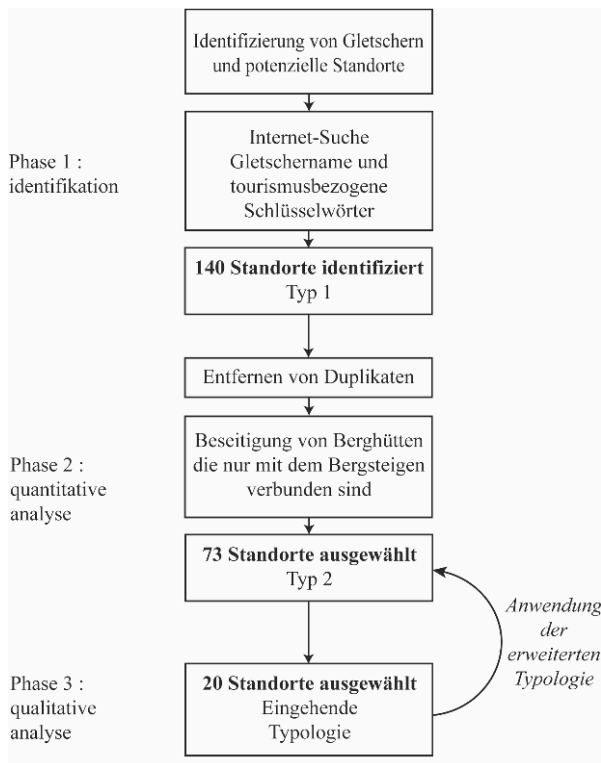 Identifizierung von Gletschern
und potenzielle Standorte
Phase 1 :
identifikation
Internet-Suche
Gletschername und
tourismusbezogene
Schlüsselwörter
140 Standorte identifiziert
Typ 1
Entfernen von Duplikaten
Phase 2 :
quantitative
analyse
Beseitigung von Berghütten
die nur mit dem Bergsteigen
verbunden sind
73 Standorte ausgewählt
Typ 2
Anwendung
der
erweiterten
Typologie
Phase 3 :
qualitative
analyse
20 Standorte ausgewählt
Eingehende
Typologie